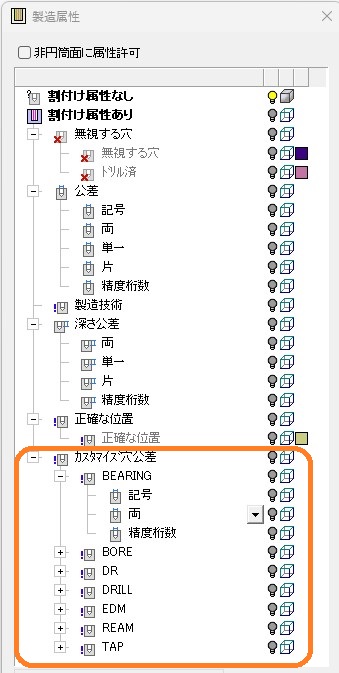 製造属性
非円筒面に属性許可
割付け属性なし
割付け属性あり
無視する穴
無視する穴
ﾄﾞﾘﾙ済
公差
記号
両
単一
片
精度桁数
製造技術
深さ公差
両
単一
片
精度桁数
正確な位置
正確な位置
ｶｽﾀﾏｲｽﾞ穴公差
BEARING
記号
両
精度桁数
BORE
DR
DRILL
EDM
REAM
TAP